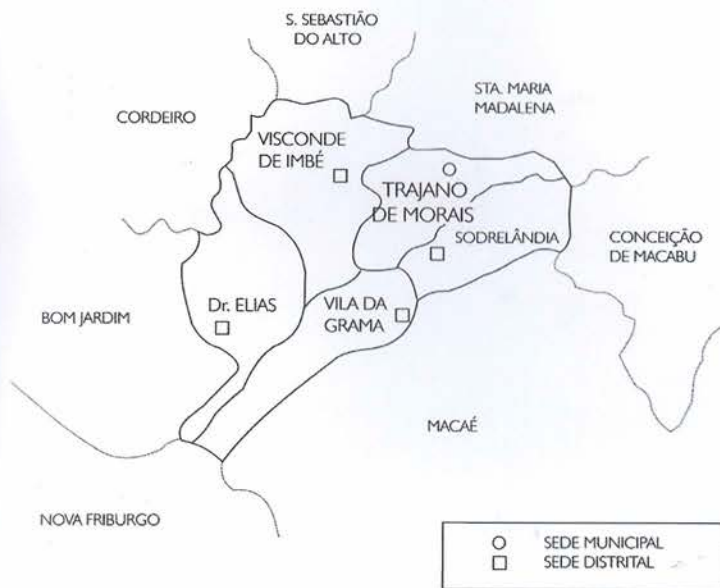 S. SEBASTIÃO
DO ALTO
STA. MARIA
MADALENA
CORDEIRO
VISCONDE
DE IMBÉ
TRAJANO
DE MORAIS
SODRELÂNDIA
CONCEIÇÃO
DE MACABU
Dr. ELIAS
VILA DA
GRAMA
BOM JARDIM
MACAÉ
NOVA FRIBURGO
SEDE MUNICIPAL
SEDE DISTRITAL